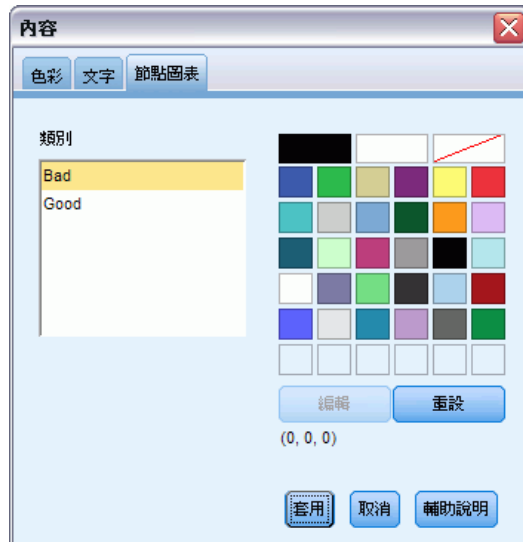 內容
色彩 文字 節點圖表
類別
Bad
Good
編輯 重設
(0, 0, 0)
套用 取消 輔助說明